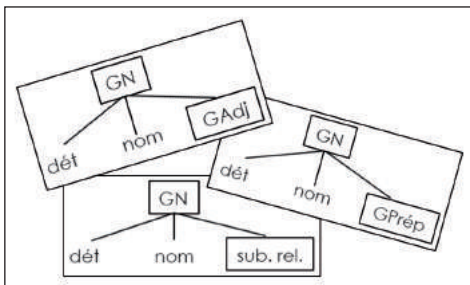 GN
dét nom GAdj
GN
dét nom GPrép
GN
dét nom sub. rel.